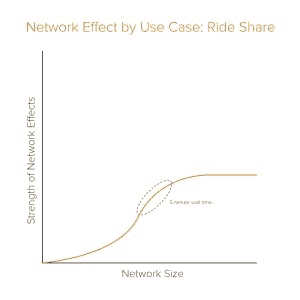 Network Effect by Use Case: Ride Share
Strength of Network Effects
5 minute wait time.
Network Size